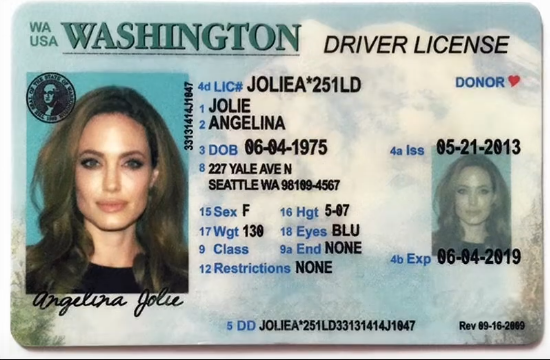 WA
USA
WASHINGTON
DRIVER LICENSE
4d LIC# JOLIEA*251LD
DONOR
1 JOLIE
2 ANGELINA
33131414J1047
3 DOB 06-04-1975
4a Iss 05-21-2013
8 227 YALE AVE N
SEATTLE WA 98109-4567
15 Sex F 16 Hgt 5-07
17 Wgt 130 18 Eyes BLU
9 Class 9a End NONE
4b Exp 06-04-2019
12 Restrictions NONE
Angelina Jolie
5 DD JOLIEA*251LD33131414J1047
Rev 09-16-2009